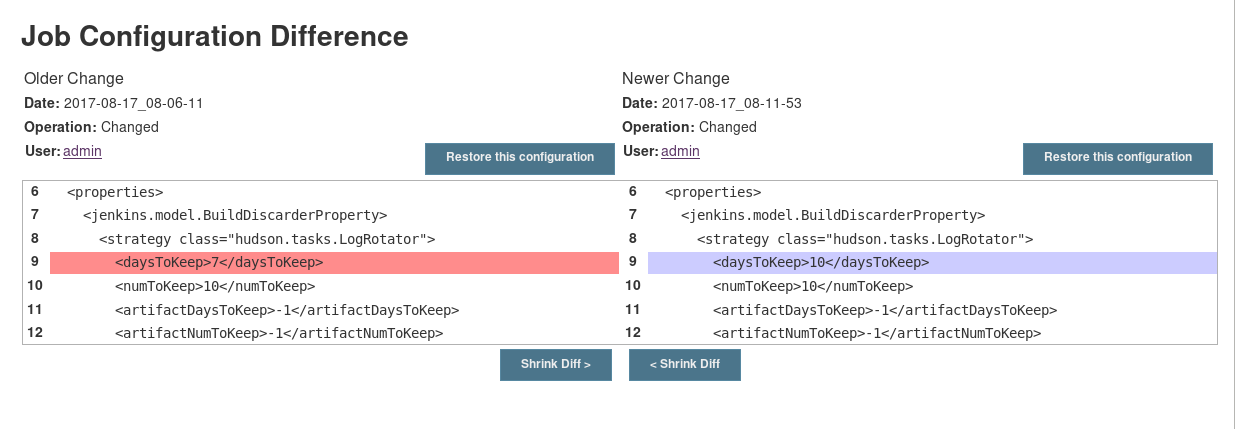 Job Configuration Difference
Older Change
Date: 2017-08-17_08-06-11
Operation: Changed
User: admin
Restore this configuration
Newer Change
Date: 2017-08-17_08-11-53
Operation: Changed
User: admin
Restore this configuration
6 <properties>
7 <jenkins.model.BuildDiscarderProperty>
8 <strategy class="hudson.tasks.LogRotator">
9 <daysToKeep>7</daysToKeep>
10 <numToKeep>10</numToKeep>
11 <artifactDaysToKeep>-1</artifactDaysToKeep>
12 <artifactNumToKeep>-1</artifactNumToKeep>
6 <properties>
7 <jenkins.model.BuildDiscarderProperty>
8 <strategy class="hudson.tasks.LogRotator">
9 <daysToKeep>10</daysToKeep>
10 <numToKeep>10</numToKeep>
11 <artifactDaysToKeep>-1</artifactDaysToKeep>
12 <artifactNumToKeep>-1</artifactNumToKeep>
Shrink Diff >
< Shrink Diff